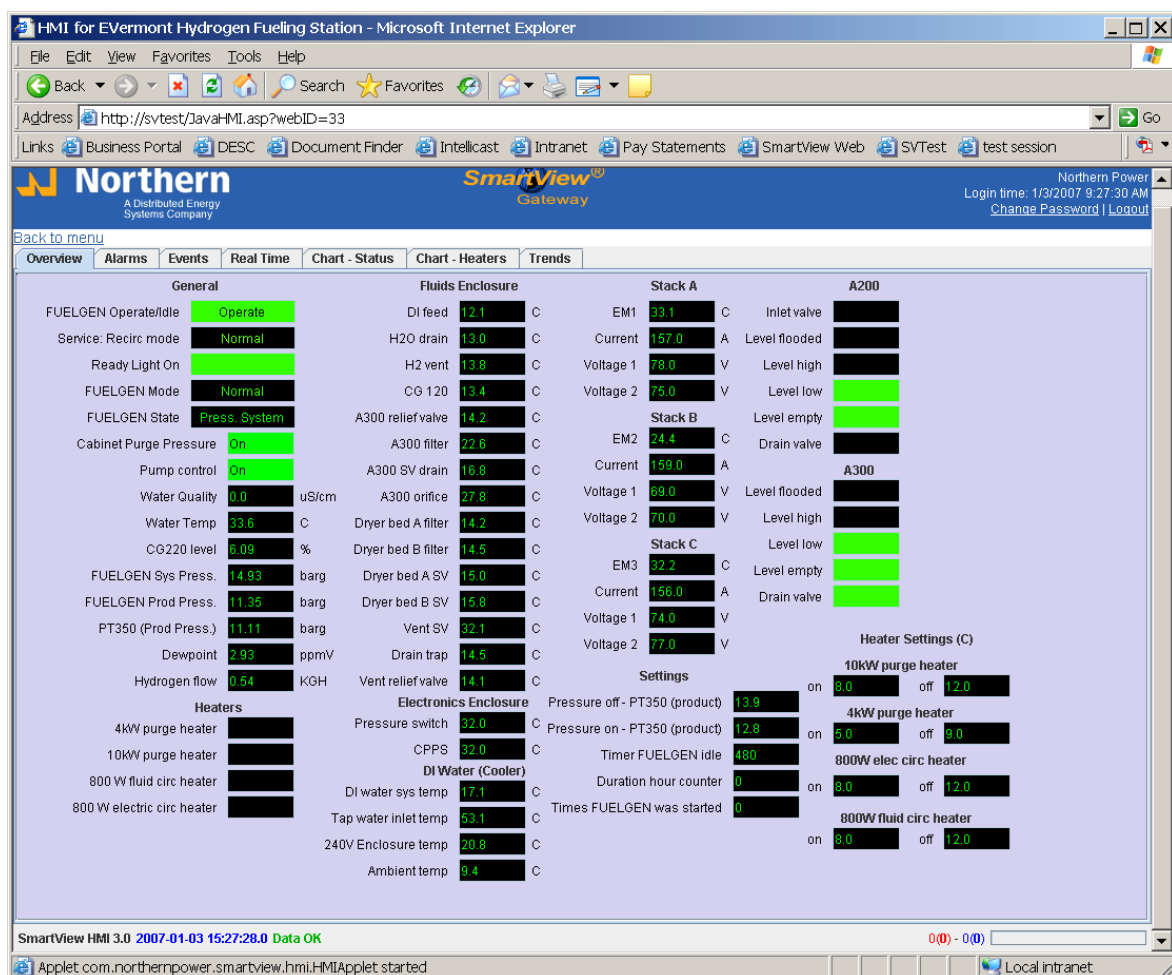 HMI for EVermont Hydrogen Fueling Station - Microsoft Internet Explorer
File Edit View Favorites Tools Help
Back Search Favorites
Address http://svtest/JavaHMI.asp?webID=33 Go
Links Business Portal DESC Document Finder Intellicast Intranet Pay Statements SmartView Web SVTest test session
Northern
A Distributed Energy
Systems Company
SmartView®
Gateway
Northern Power
Login time: 1/3/2007 9:27:30 AM
Change Password | Logout
Back to menu
Overview Alarms Events Real Time Chart - Status Chart - Heaters Trends
General
FUELGEN Operate/Idle Operate
Service: Recirc mode Normal
Ready Light On
FUELGEN Mode Normal
FUELGEN State Press. System
Cabinet Purge Pressure On
Pump control On
Water Quality 0.0 uS/cm
Water Temp 33.6 C
CG220 level 6.09 %
FUELGEN Sys Press. 14.93 barg
FUELGEN Prod Press. 11.35 barg
PT350 (Prod Press.) 11.11 barg
Dewpoint 2.93 ppmV
Hydrogen flow 0.54 KGH
Heaters
4kW purge heater
10kW purge heater
800 W fluid circ heater
800 W electric circ heater
Fluids Enclosure
DI feed 12.1 C
H2O drain 13.0 C
H2 vent 13.8 C
CG 120 13.4 C
A300 relief valve 14.2 C
A300 filter 22.6 C
A300 SV drain 16.8 C
A300 orifice 27.8 C
Dryer bed A filter 14.2 C
Dryer bed B filter 14.5 C
Dryer bed A SV 15.0 C
Dryer bed B SV 15.8 C
Vent SV 32.1 C
Drain trap 14.5 C
Vent relief valve 14.1 C
Electronics Enclosure
Pressure switch 32.0 C
CPPS 32.0 C
DI Water (Cooler)
DI water sys temp 17.1 C
Tap water inlet temp 53.1 C
240V Enclosure temp 20.8 C
Ambient temp 9.4 C
Stack A
EM1 33.1 C
Current 157.0 A
Voltage 1 78.0 V
Voltage 2 75.0 V
Stack B
EM2 24.4 C
Current 159.0 A
Voltage 1 69.0 V
Voltage 2 70.0 V
Stack C
EM3 32.2 C
Current 156.0 A
Voltage 1 74.0 V
Voltage 2 77.0 V
Settings
Pressure off - PT350 (product) 13.9
Pressure on - PT350 (product) 12.8
Timer FUELGEN idle 480
Duration hour counter 0
Times FUELGEN was started 0
A200
Inlet valve
Level flooded
Level high
Level low
Level empty
Drain valve
A300
Level flooded
Level high
Level low
Level empty
Drain valve
Heater Settings (C)
10kW purge heater
on 8.0 off 12.0
4kW purge heater
on 5.0 off 9.0
800W elec circ heater
on 8.0 off 12.0
800W fluid circ heater
on 8.0 off 12.0
SmartView HMI 3.0 2007-01-03 15:27:28.0 Data OK 0(0) - 0(0)
Applet com.northernpower.smartview.hmi.HMIApplet started Local intranet